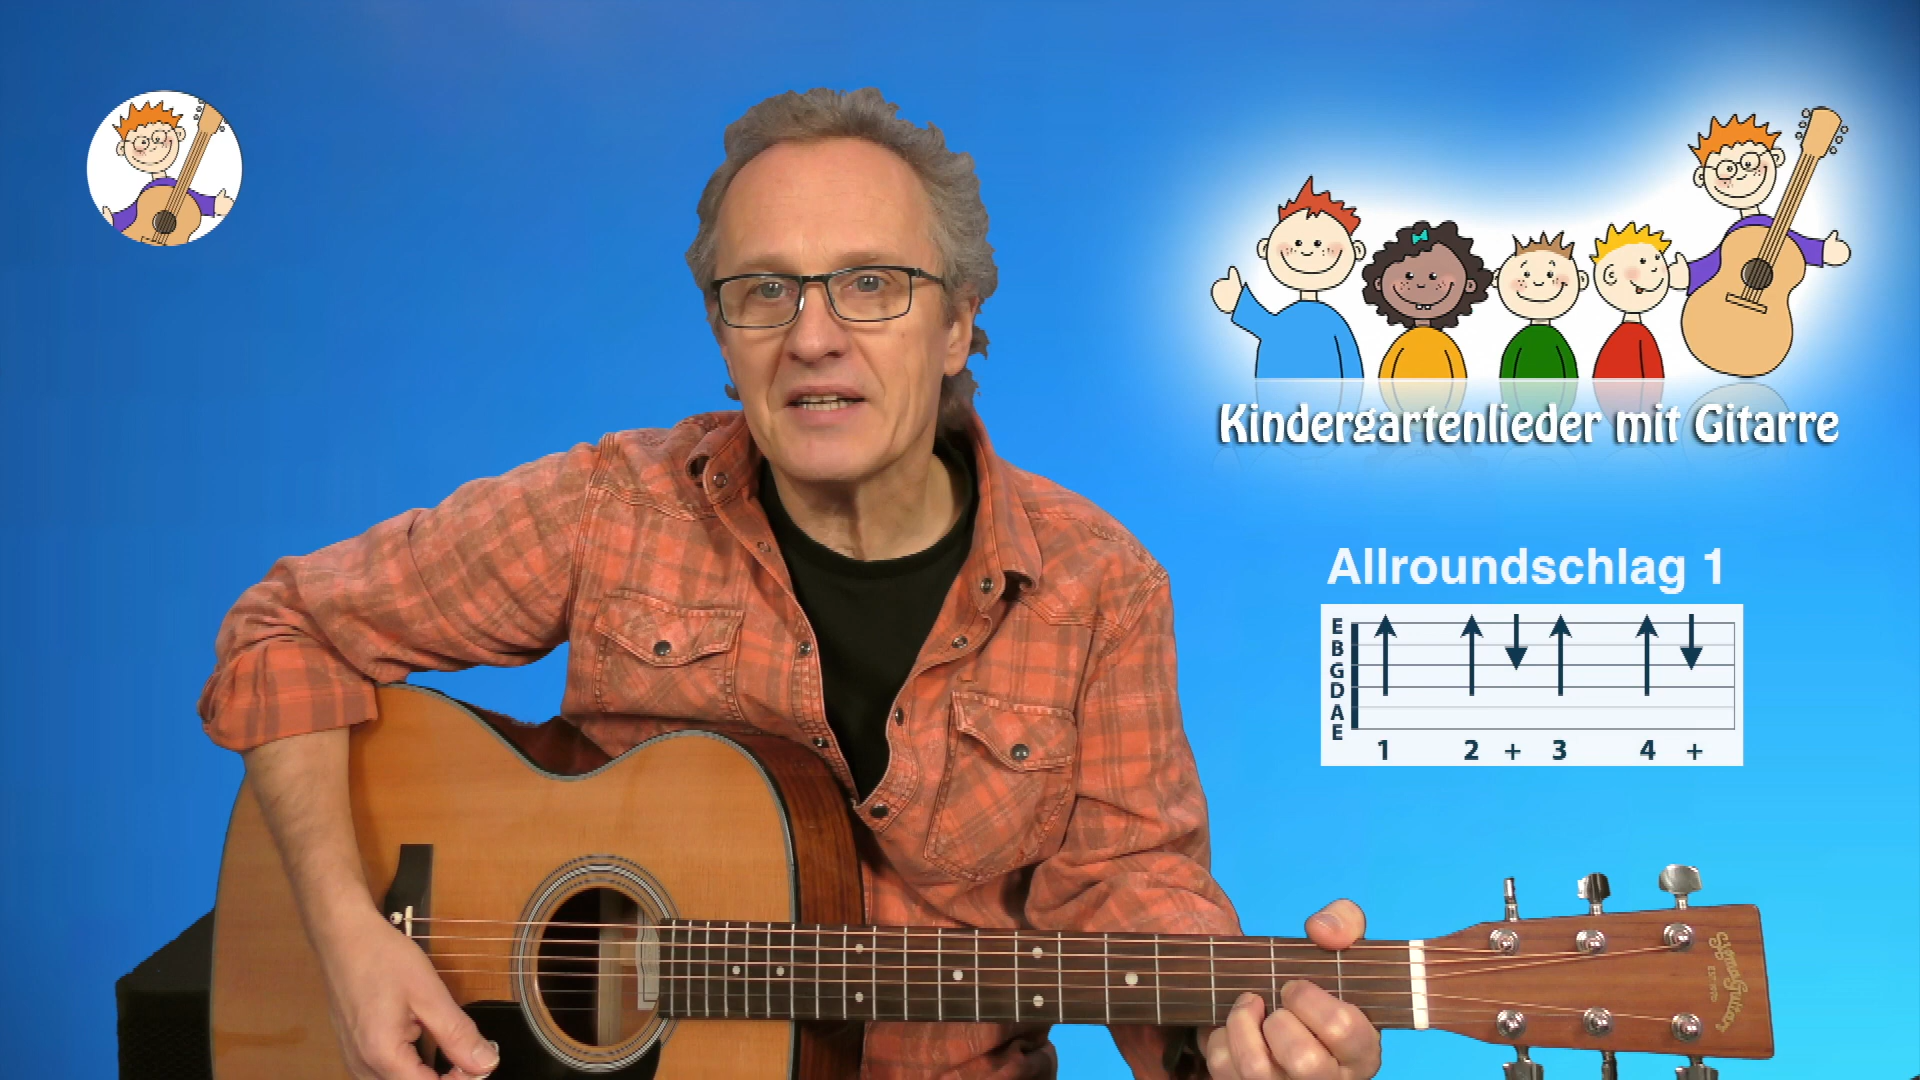 Kindergartenlieder mit Gitarre
Allroundschlag 1
E
B
G
D
A
E
1 2 + 3 4 +